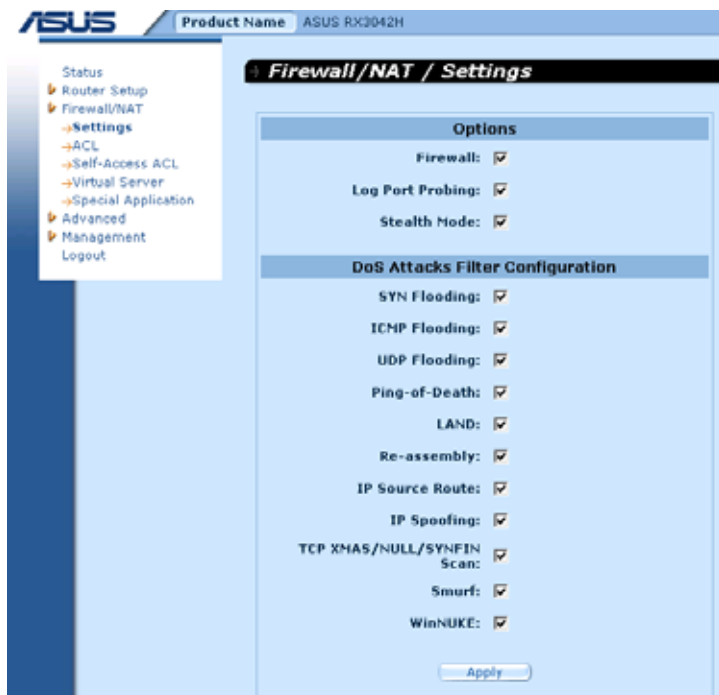 ASUS
Product Name ASUS RX3042H
Status
Router Setup
Firewall/NAT
Settings
ACL
Self-Access ACL
Virtual Server
Special Application
Advanced
Management
Logout
Firewall/NAT / Settings
Options
Firewall:
Log Port Probing:
Stealth Mode:
DoS Attacks Filter Configuration
SYN Flooding:
ICMP Flooding:
UDP Flooding:
Ping-of-Death:
LAND:
Re-assembly:
IP Source Route:
IP Spoofing:
TCP XMAS/NULL/SYNFIN
Scan:
Smurf:
WinNUKE:
Apply